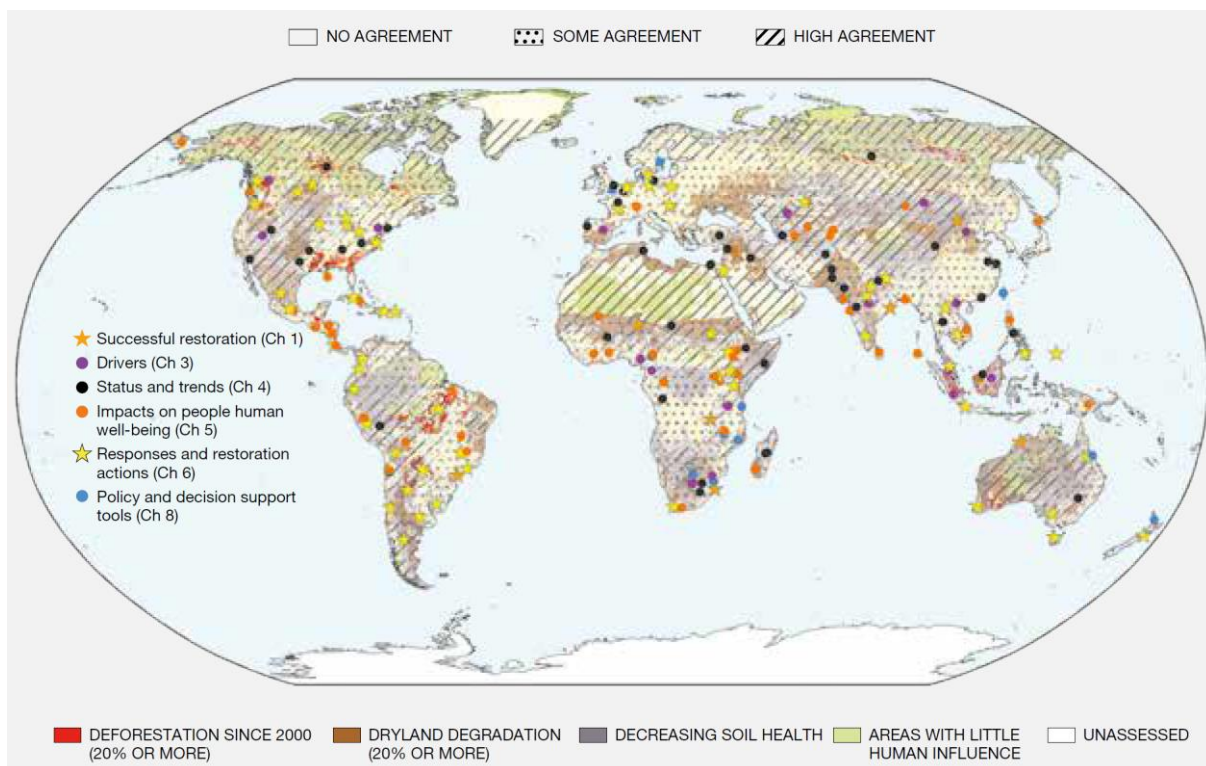 NO AGREEMENT
SOME AGREEMENT
HIGH AGREEMENT
Successful restoration (Ch 1)
Drivers (Ch 3)
Status and trends (Ch 4)
Impacts on people human
well-being (Ch 5)
Responses and restoration
actions (Ch 6)
Policy and decision support
tools (Ch 8)
DEFORESTATION SINCE 2000
(20% OR MORE)
DRYLAND DEGRADATION
(20% OR MORE)
DECREASING SOIL HEALTH
AREAS WITH LITTLE
HUMAN INFLUENCE
UNASSESSED